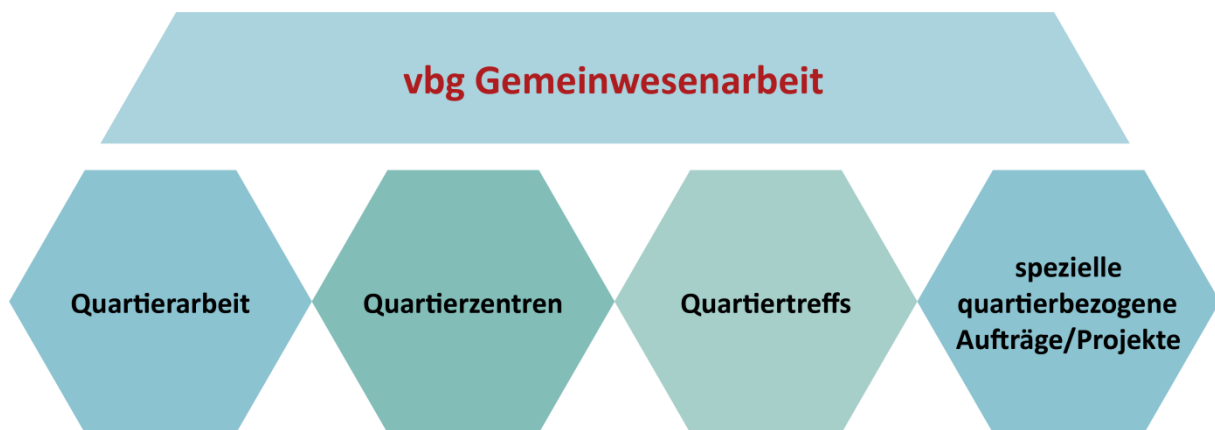 vbg Gemeinwesenarbeit
Quartierarbeit
Quartierzentren
Quartiertreffs
spezielle
quartierbezogene
Aufträge/Projekte